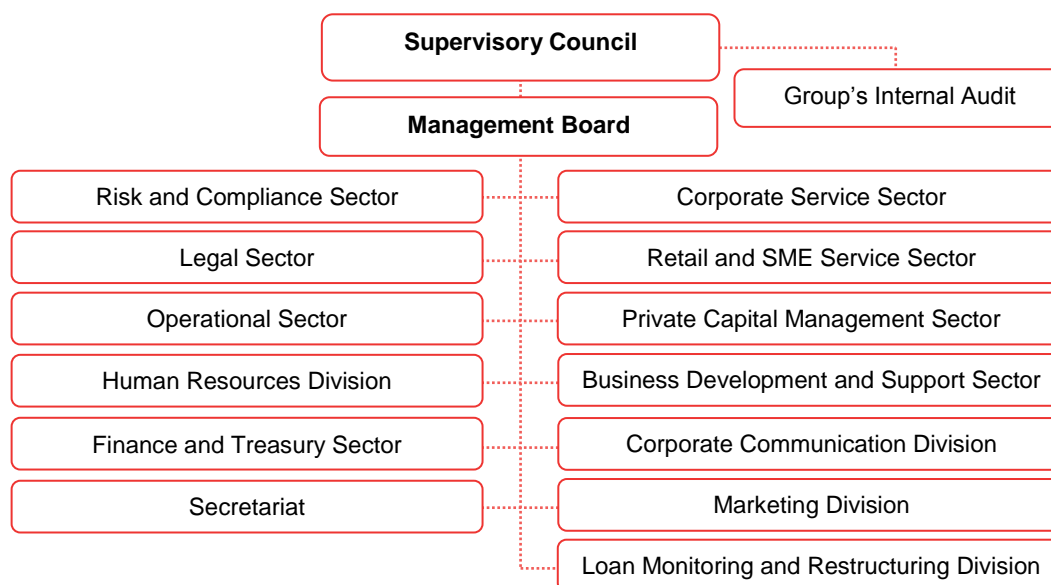 Supervisory Council
Group’s Internal Audit
Management Board
Risk and Compliance Sector
Corporate Service Sector
Legal Sector
Retail and SME Service Sector
Operational Sector
Private Capital Management Sector
Human Resources Division
Business Development and Support Sector
Finance and Treasury Sector
Corporate Communication Division
Secretariat
Marketing Division
Loan Monitoring and Restructuring Division